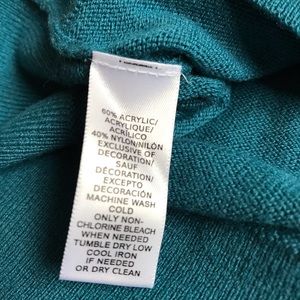 60% ACRYLIC/
ACRYLIQUE/
ACRÍLICO
40% NYLON/NILÓN
EXCLUSIVE OF
DECORATION/
SAUF
DÉCORATION/
EXCEPTO
DECORACIÓN
MACHINE WASH
COLD
ONLY NON-
CHLORINE BLEACH
WHEN NEEDED
TUMBLE DRY LOW
COOL IRON
IF NEEDED
OR DRY CLEAN